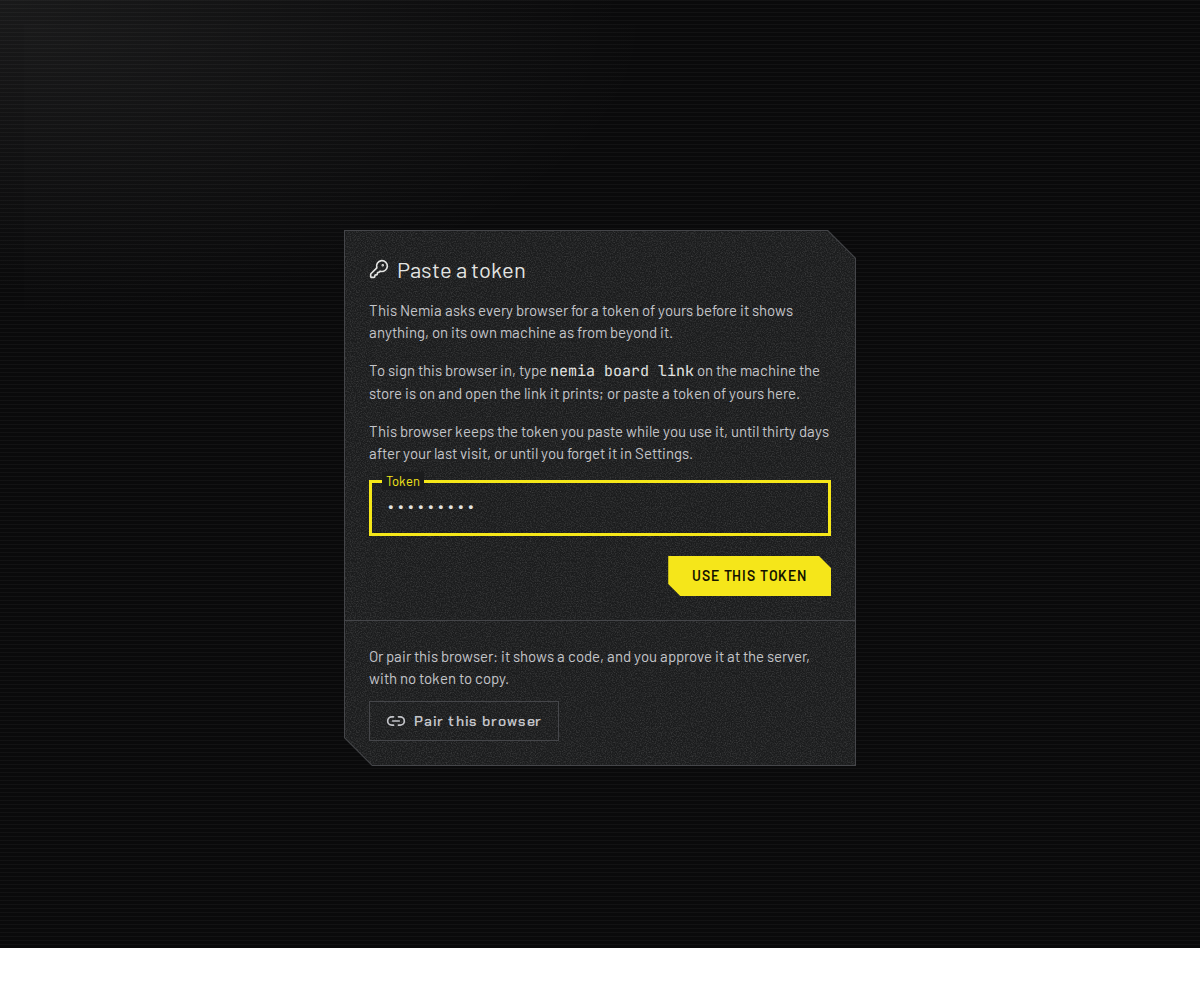 Paste a token
This Nemia asks every browser for a token of yours before it shows
anything, on its own machine as from beyond it.
To sign this browser in, type nemia board link on the machine the
store is on and open the link it prints; or paste a token of yours here.
This browser keeps the token you paste while you use it, until thirty days
after your last visit, or until you forget it in Settings.
Token
•••••••••
USE THIS TOKEN
Or pair this browser: it shows a code, and you approve it at the server,
with no token to copy.
Pair this browser